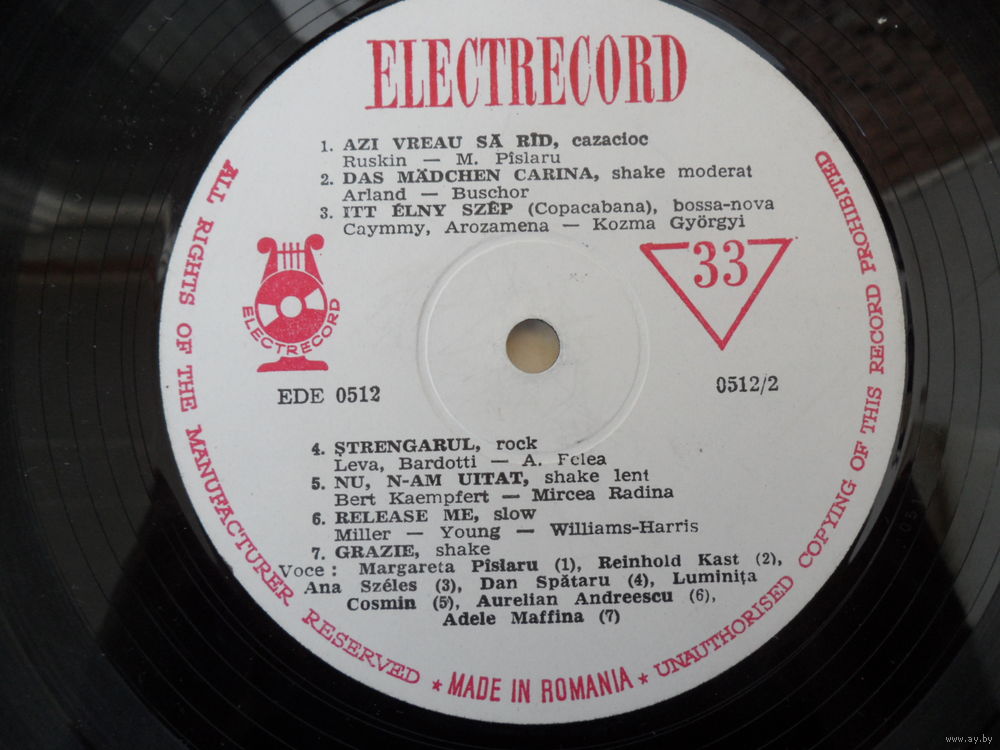 ELECTRECORD
1. AZI VREAU SĂ RÎD, cazacioc
Ruskin — M. Pîslaru
2. DAS MÄDCHEN CARINA, shake moderat
Arland — Buschor
3. ITT ÉLNY SZÉP (Copacabana), bossa-nova
Caymmy, Arozamena — Kozma Györgyi
33
ELECTRECORD
EDE 0512
0512/2
4. ȘTRENGARUL, rock
Leva, Bardotti — A. Felea
5. NU, N-AM UITAT, shake lent
Bert Kaempfert — Mircea Radina
6. RELEASE ME, slow
Miller — Young — Williams-Harris
7. GRAZIE, shake
Voce : Margareta Pîslaru (1), Reinhold Kast (2),
Ana Széles (3), Dan Spătaru (4), Luminița
Cosmin (5), Aurelian Andreescu (6),
Adele Maffina (7)
ALL RIGHTS OF THE MANUFACTURER RESERVED ★ MADE IN ROMANIA ★ UNAUTHORISED COPYING OF THIS RECORD PROHIBITED
www.ay.by